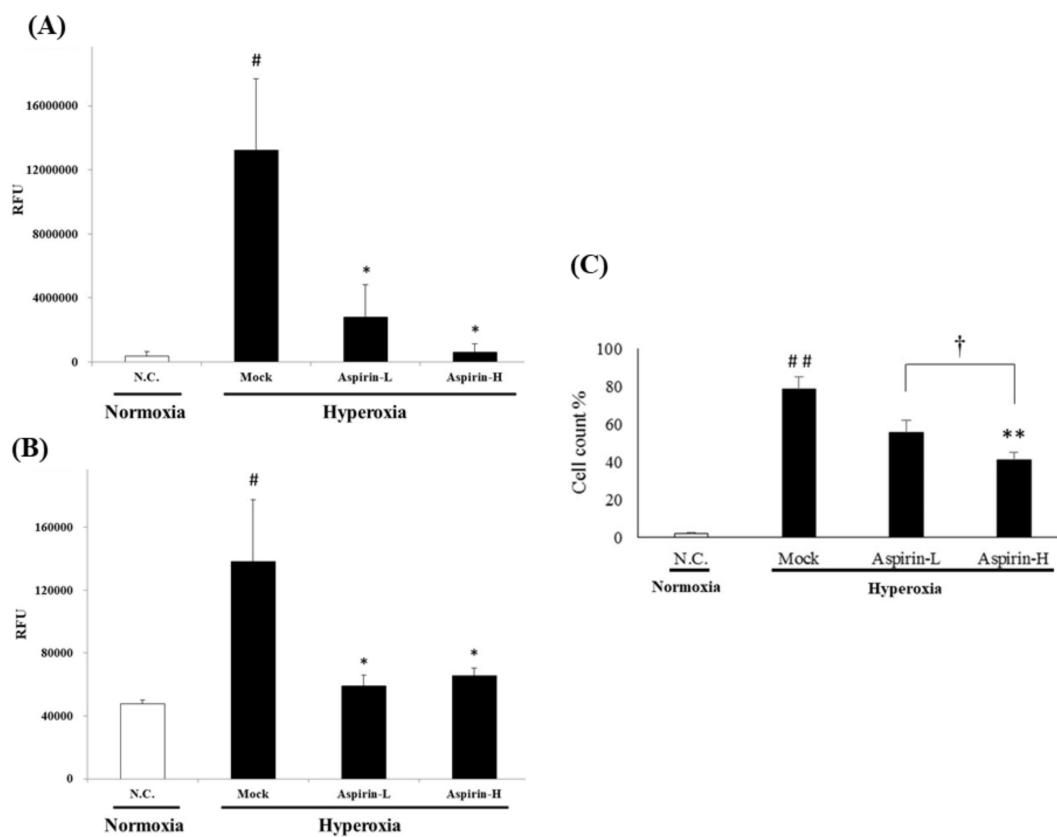 (A)
#
16000000
12000000
RFU
8000000
*
4000000
*
0
N.C. Mock Aspirin-L Aspirin-H
Normoxia Hyperoxia
(B)
#
160000
120000
RFU
80000
* *
40000
0
N.C. Mock Aspirin-L Aspirin-H
Normoxia Hyperoxia
(C)
100
# #
†
80
60
Cell count %
**
40
20
0
N.C. Mock Aspirin-L Aspirin-H
Normoxia Hyperoxia